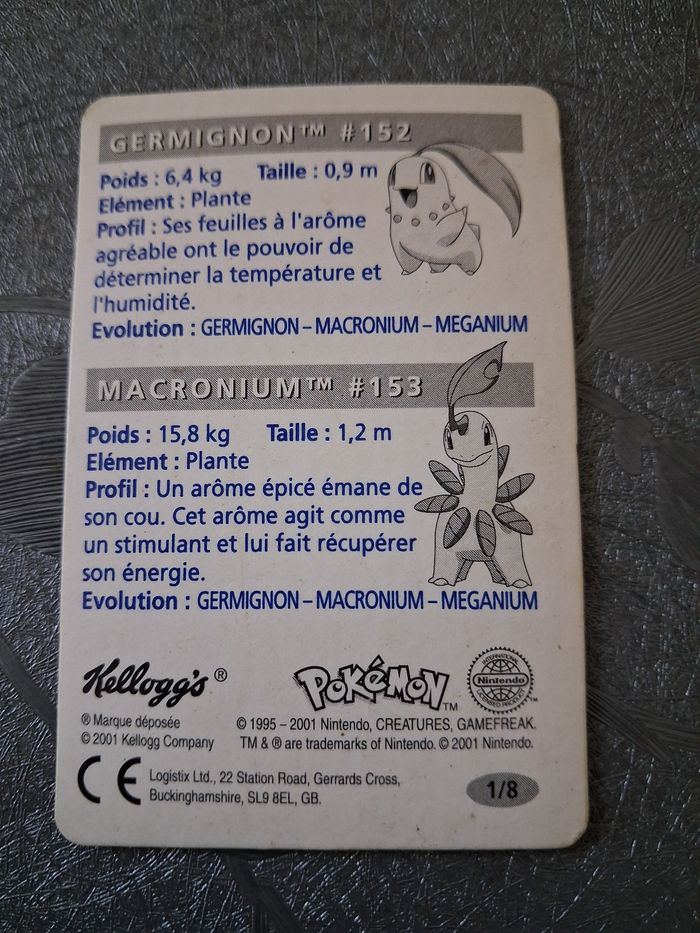 GERMIGNON™ #152
Poids : 6,4 kg Taille : 0,9 m
Elément : Plante
Profil : Ses feuilles à l'arôme
agréable ont le pouvoir de
déterminer la température et
l'humidité.
Evolution : GERMIGNON – MACRONIUM – MEGANIUM
MACRONIUM™ #153
Poids : 15,8 kg Taille : 1,2 m
Elément : Plante
Profil : Un arôme épicé émane de
son cou. Cet arôme agit comme
un stimulant et lui fait récupérer
son énergie.
Evolution : GERMIGNON – MACRONIUM – MEGANIUM
Kellogg's ®
® Marque déposée
© 2001 Kellogg Company
POKéMON™
INTERNATIONAL
Nintendo
LICENSED PRODUCT
™
© 1995 – 2001 Nintendo, CREATURES, GAMEFREAK.
TM & ® are trademarks of Nintendo. © 2001 Nintendo.
CE
Logistix Ltd., 22 Station Road, Gerrards Cross,
Buckinghamshire, SL9 8EL, GB.
1/8